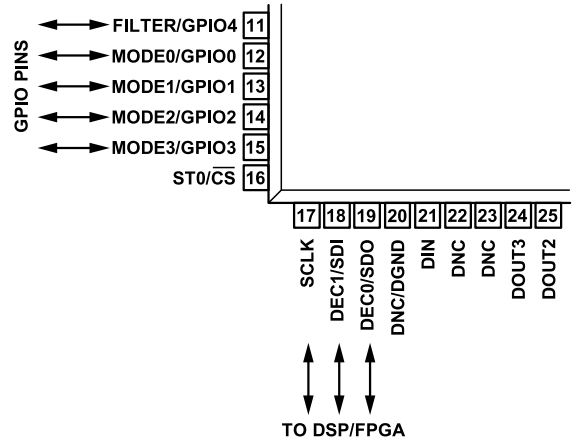 GPIO PINS
FILTER/GPIO4 11
MODE0/GPIO0 12
MODE1/GPIO1 13
MODE2/GPIO2 14
MODE3/GPIO3 15
ST0/C̅S̅ 16
17 18 19 20 21 22 23 24 25
SCLK
DEC1/SDI
DEC0/SDO
DNC/DGND
DIN
DNC
DNC
DOUT3
DOUT2
TO DSP/FPGA